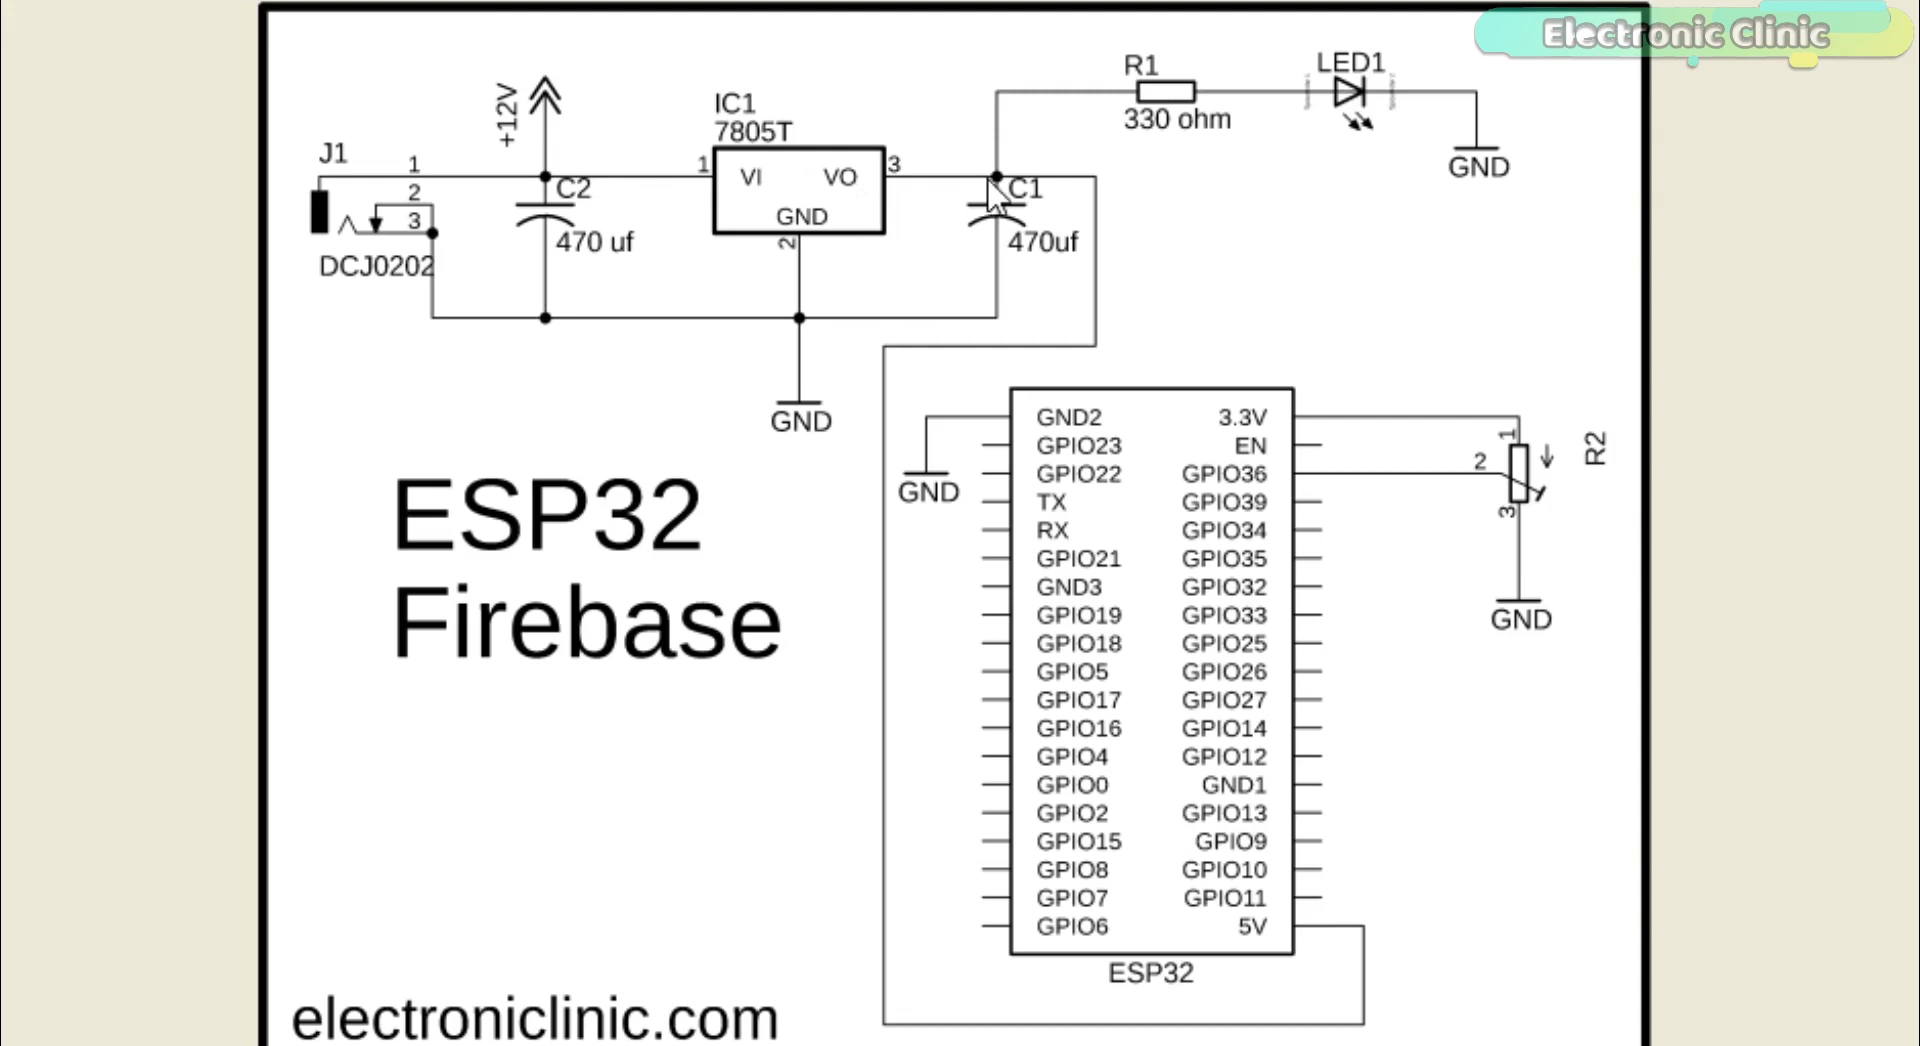 Electronic Clinic
R1
LED1
330 ohm
GND
+12V
IC1
7805T
J1
1
2
3
DCJ0202
C2
470 uf
1
VI
VO
3
GND
2
C1
470uf
GND
ESP32
Firebase
GND
GND2 3.3V
GPIO23 EN
GPIO22 GPIO36
TX GPIO39
RX GPIO34
GPIO21 GPIO35
GND3 GPIO32
GPIO19 GPIO33
GPIO18 GPIO25
GPIO5 GPIO26
GPIO17 GPIO27
GPIO16 GPIO14
GPIO4 GPIO12
GPIO0 GND1
GPIO2 GPIO13
GPIO15 GPIO9
GPIO8 GPIO10
GPIO7 GPIO11
GPIO6 5V
ESP32
1
2
3
R2
GND
electroniclinic.com